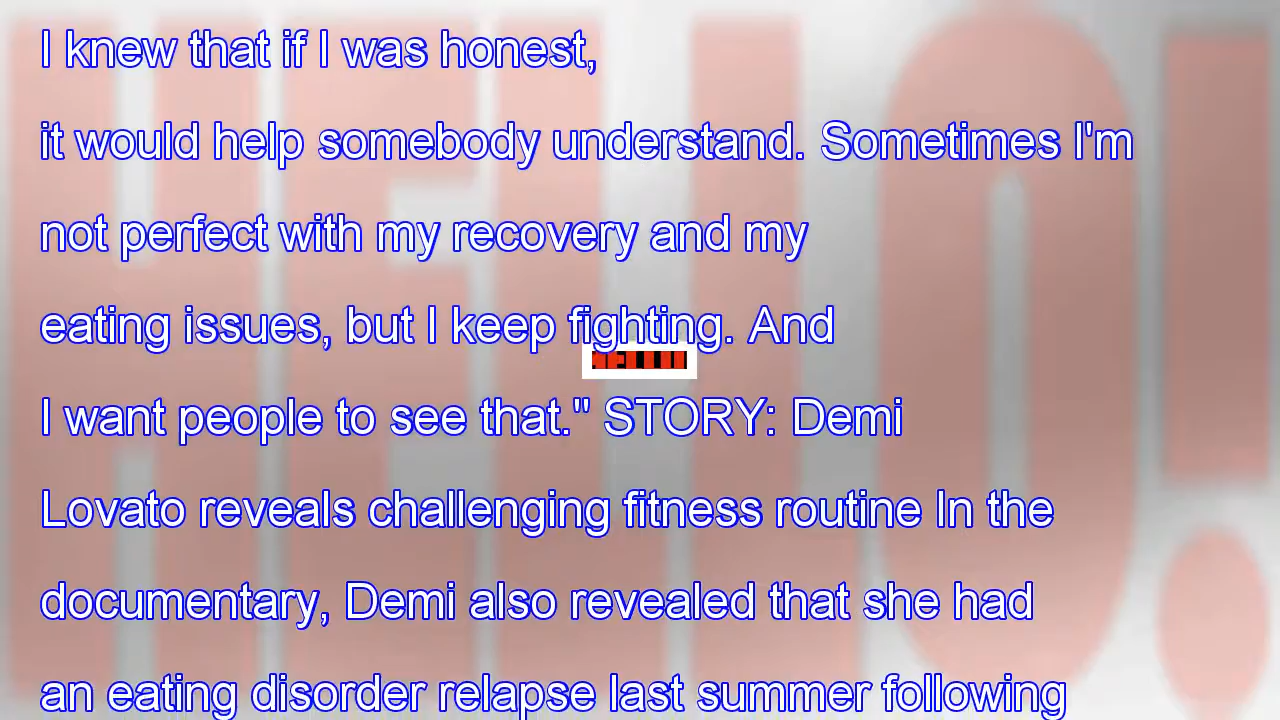 I knew that if I was honest,
it would help somebody understand. Sometimes I'm
not perfect with my recovery and my
eating issues, but I keep fighting. And
I want people to see that." STORY: Demi
Lovato reveals challenging fitness routine In the
documentary, Demi also revealed that she had
an eating disorder relapse last summer following
HELLO!